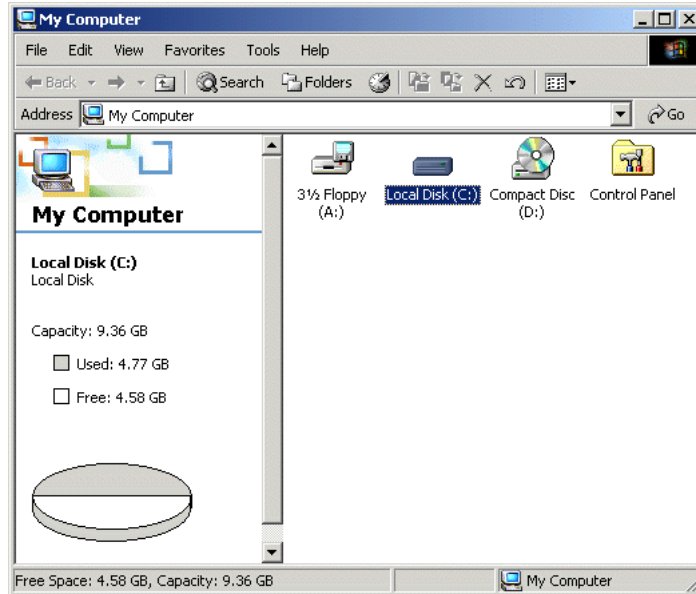 My Computer
File Edit View Favorites Tools Help
Back Search Folders
Address My Computer Go
My Computer
Local Disk (C:)
Local Disk
Capacity: 9.36 GB
Used: 4.77 GB
Free: 4.58 GB
3½ Floppy
(A:)
Local Disk (C:)
Compact Disc
(D:)
Control Panel
Free Space: 4.58 GB, Capacity: 9.36 GB My Computer